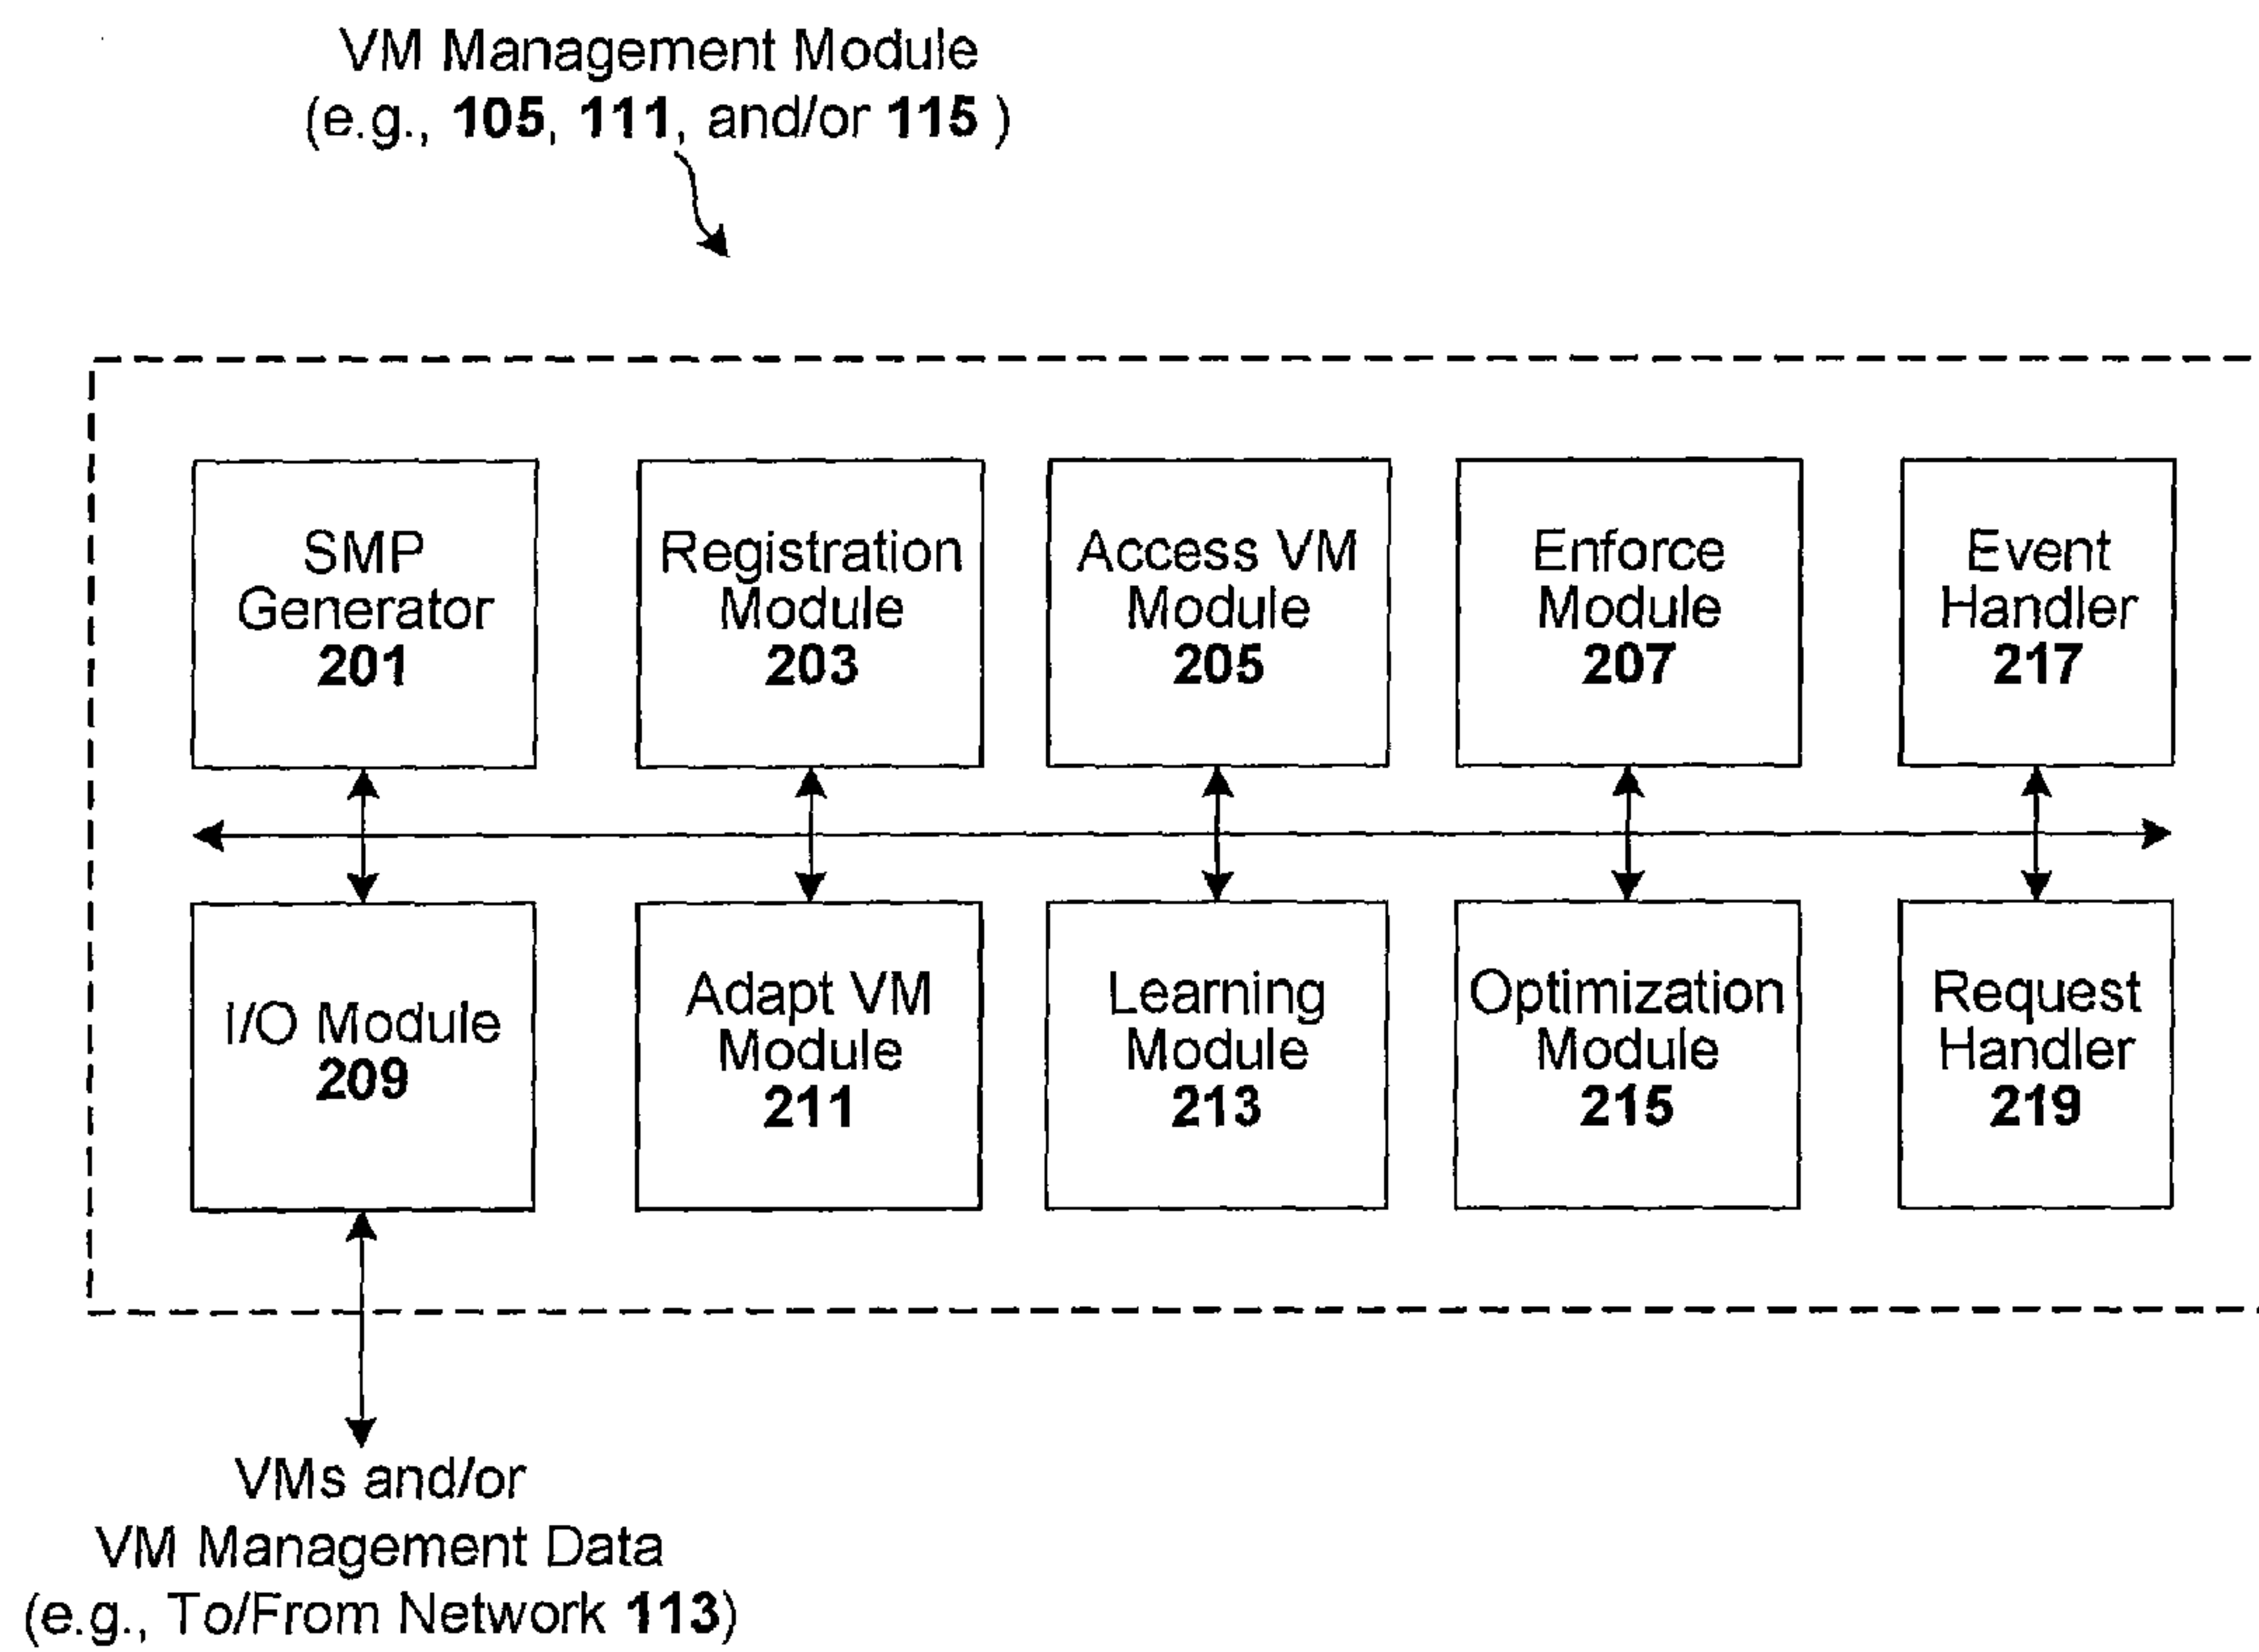 VM Management Module
(e.g., 105, 111, and/or 115 )
SMP
Generator
201
Registration
Module
203
Access VM
Module
205
Enforce
Module
207
Event
Handler
217
I/O Module
209
Adapt VM
Module
211
Learning
Module
213
Optimization
Module
215
Request
Handler
219
VMs and/or
VM Management Data
(e.g., To/From Network 113)